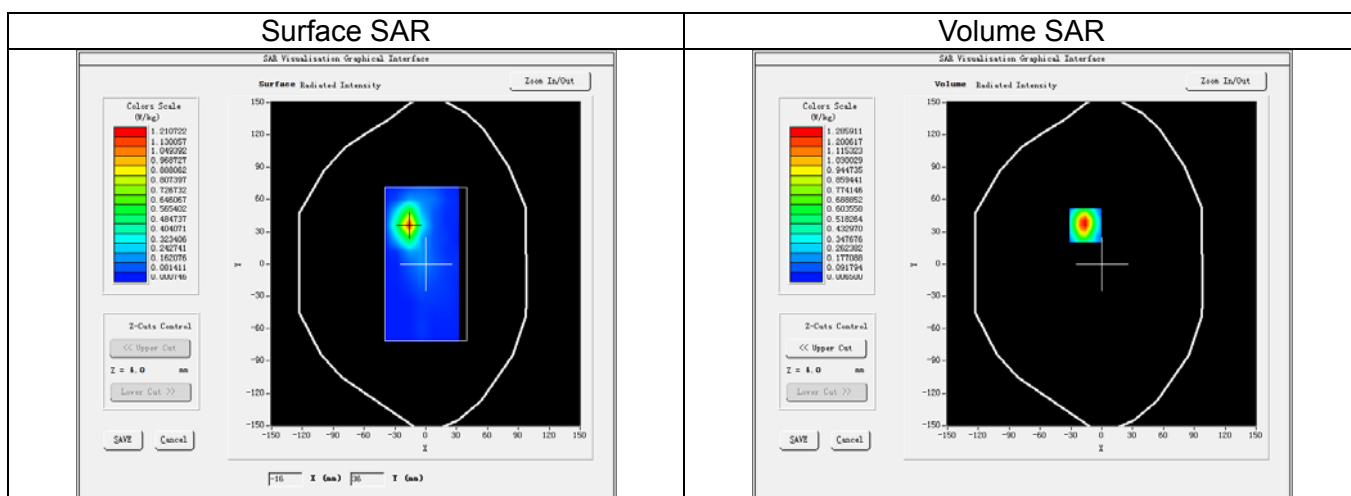 Surface SAR
Volume SAR
SAR Visualisation Graphical Interface
Surface Radiated Intensity
Zoom In/Out
Colors Scale
(W/kg)
1.210722
1.130057
1.049392
0.968727
0.888062
0.807397
0.726732
0.646067
0.565402
0.484737
0.404071
0.323406
0.242741
0.162076
0.081411
0.000746
150
120
90
60
30
0
-30
-60
-90
-120
-150
Y
-150 -120 -90 -60 -30 0 30 60 90 120 150
X
Z-Cuts Control
<< Upper Cut
Z = 4.0 mm
Lower Cut >>
SAVE Cancel
-16 X (mm) 36 Y (mm)
SAR Visualisation Graphical Interface
Volume Radiated Intensity
Zoom In/Out
Colors Scale
(W/kg)
1.285911
1.200617
1.115323
1.030029
0.944735
0.859441
0.774146
0.688852
0.603558
0.518264
0.432970
0.347676
0.262382
0.177088
0.091794
0.006500
150
120
90
60
30
0
-30
-60
-90
-120
-150
Y
-150 -120 -90 -60 -30 0 30 60 90 120 150
X
Z-Cuts Control
<< Upper Cut
Z = 4.0 mm
Lower Cut >>
SAVE Cancel